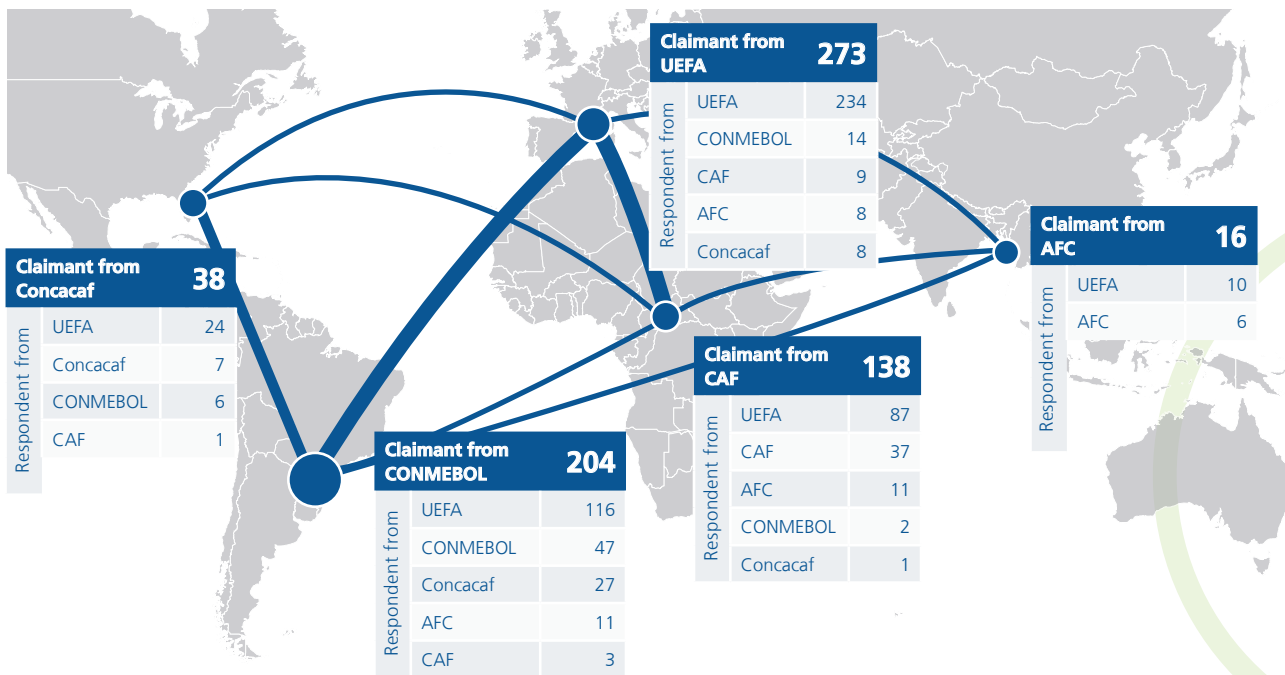 Claimant from
UEFA
273
Respondent from
UEFA 234
CONMEBOL 14
CAF 9
AFC 8
Concacaf 8
Claimant from
AFC
16
Respondent from
UEFA 10
AFC 6
Claimant from
Concacaf
38
Respondent from
UEFA 24
Concacaf 7
CONMEBOL 6
CAF 1
Claimant from
CAF
138
Respondent from
UEFA 87
CAF 37
AFC 11
CONMEBOL 2
Concacaf 1
Claimant from
CONMEBOL
204
Respondent from
UEFA 116
CONMEBOL 47
Concacaf 27
AFC 11
CAF 3